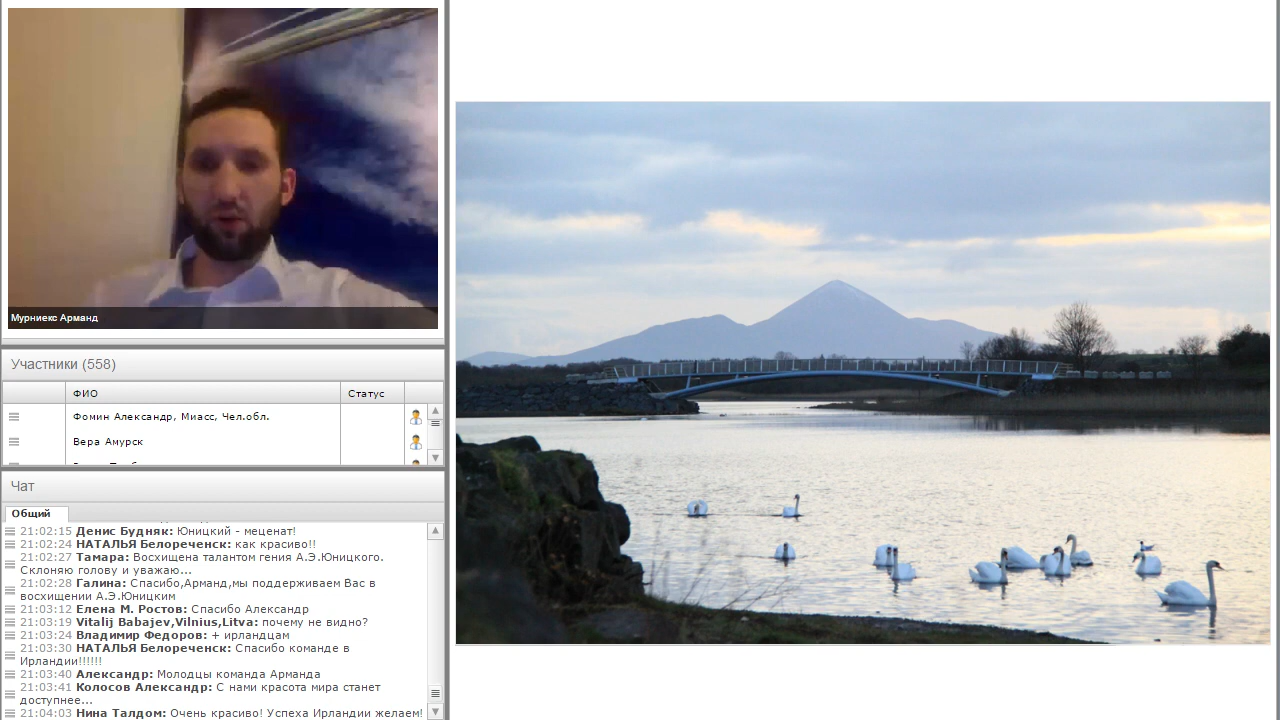 Мурниекс Арманд
Участники (558)
ФИО
Статус
Фомин Александр, Миасс, Чел.обл.
Вера Амурск
Чат
Общий
21:02:15 Денис Будняк: Юницкий - меценат!
21:02:24 НАТАЛЬЯ Белореченск: как красиво!!
21:02:27 Тамара: Восхищена талантом гения А.Э.Юницкого.
Склоняю голову и уважаю...
21:02:28 Галина: Спасибо,Арманд,мы поддерживаем Вас в
восхищении А.Э.Юницким
21:03:12 Елена М. Ростов: Спасибо Александр
21:03:19 Vitalij Babajev,Vilnius,Litva: почему не видно?
21:03:24 Владимир Федоров: + ирландцам
21:03:30 НАТАЛЬЯ Белореченск: Спасибо команде в
Ирландии!!!!!!
21:03:40 Александр: Молодцы команда Арманда
21:03:41 Колосов Александр: С нами красота мира станет
доступнее...
21:04:03 Нина Талдом: Очень красиво! Успеха Ирландии желаем!